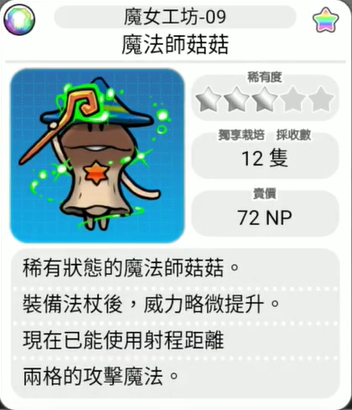 魔女工坊-09
魔法師菇菇
稀有度
獨享栽培 採收數
12 隻
賣價
72 NP
稀有狀態的魔法師菇菇。
裝備法杖後，威力略微提升。
現在已能使用射程距離
兩格的攻擊魔法。